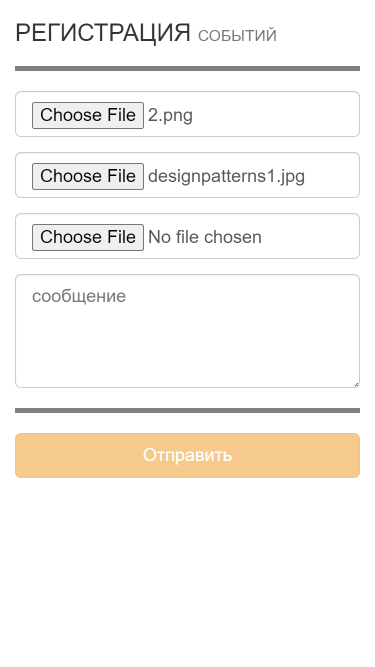 РЕГИСТРАЦИЯ СОБЫТИЙ
Choose File 2.png
Choose File designpatterns1.jpg
Choose File No file chosen
сообщение
Отправить